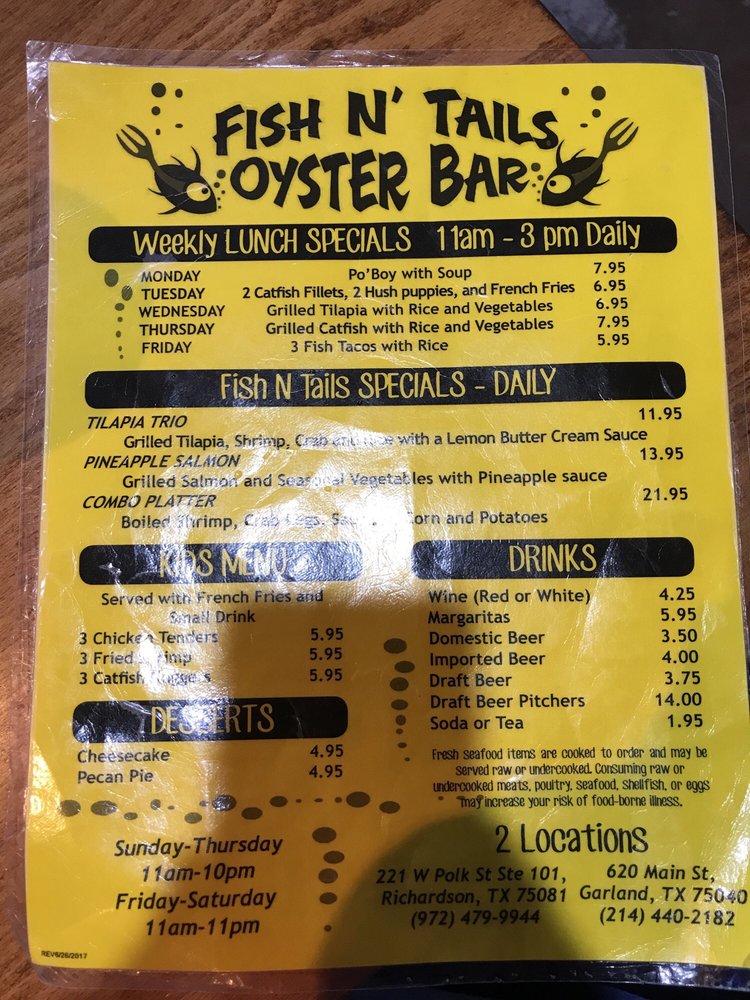 FISH N' TAILS
OYSTER BAR
Weekly LUNCH SPECIALS 11am - 3 pm Daily
MONDAY Po'Boy with Soup 7.95
TUESDAY 2 Catfish Fillets, 2 Hush puppies, and French Fries 6.95
WEDNESDAY Grilled Tilapia with Rice and Vegetables 6.95
THURSDAY Grilled Catfish with Rice and Vegetables 7.95
FRIDAY 3 Fish Tacos with Rice 5.95
Fish N Tails SPECIALS - DAILY
TILAPIA TRIO 11.95
Grilled Tilapia, Shrimp, Crab and Rice with a Lemon Butter Cream Sauce
PINEAPPLE SALMON 13.95
Grilled Salmon and Seasonal Vegetables with Pineapple sauce
COMBO PLATTER 21.95
Boiled Shrimp, Crab Legs, Corn and Potatoes
KIDS MENU
Served with French Fries and
Small Drink
3 Chicken Tenders 5.95
3 Fried Shrimp 5.95
3 Catfish Nuggets 5.95
DESSERTS
Cheesecake 4.95
Pecan Pie 4.95
DRINKS
Wine (Red or White) 4.25
Margaritas 5.95
Domestic Beer 3.50
Imported Beer 4.00
Draft Beer 3.75
Draft Beer Pitchers 14.00
Soda or Tea 1.95
Fresh seafood items are cooked to order and may be
served raw or undercooked. Consuming raw or
undercooked meats, poultry, seafood, shellfish, or eggs
may increase your risk of food-borne illness.
Sunday-Thursday
11am-10pm
Friday-Saturday
11am-11pm
2 Locations
221 W Polk St Ste 101,
Richardson, TX 75081
(972) 479-9944
620 Main St,
Garland, TX 75040
(214) 440-2182
REV6/26/2017